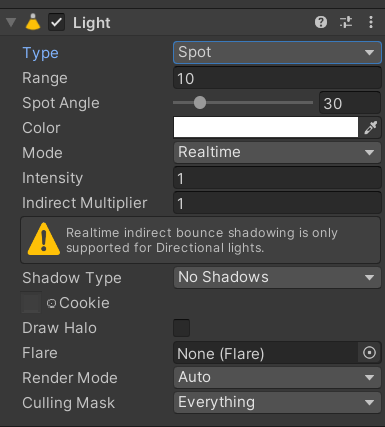 Light
Type Spot
Range 10
Spot Angle 30
Color
Mode Realtime
Intensity 1
Indirect Multiplier 1
Realtime indirect bounce shadowing is only
supported for Directional lights.
Shadow Type No Shadows
Cookie
Draw Halo
Flare None (Flare)
Render Mode Auto
Culling Mask Everything